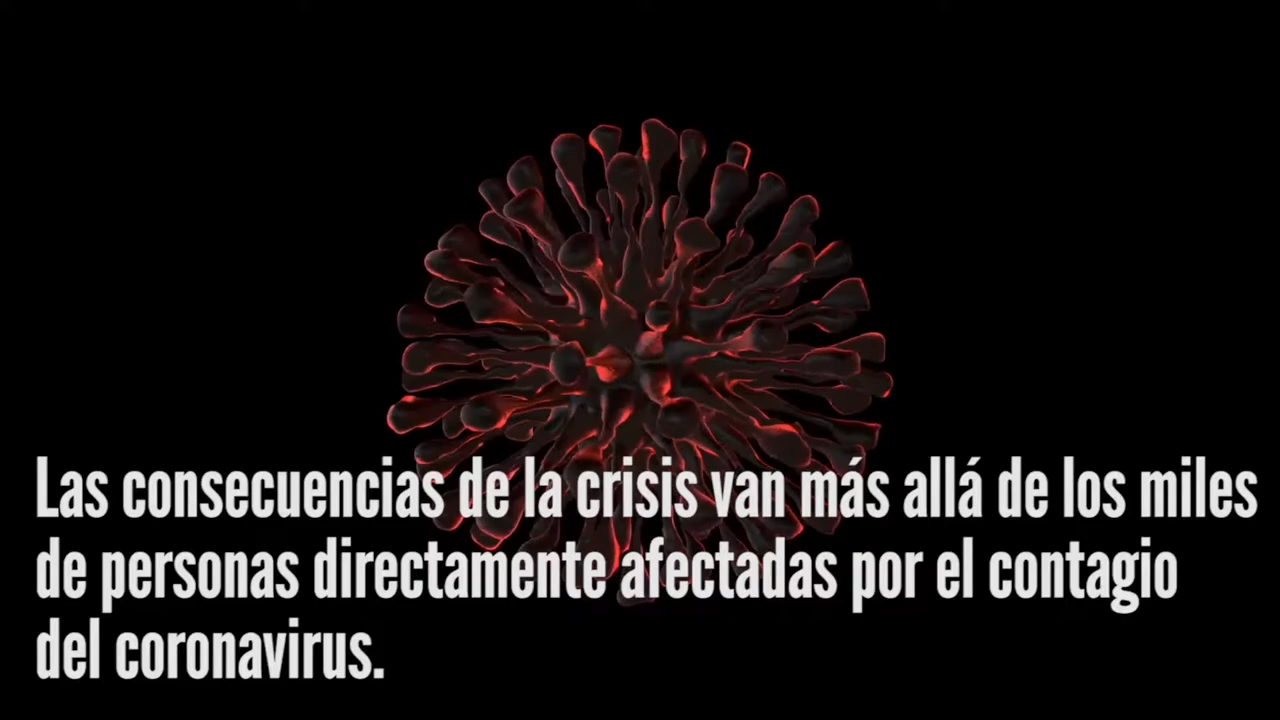 Las consecuencias de la crisis van más allá de los miles
de personas directamente afectadas por el contagio
del coronavirus.